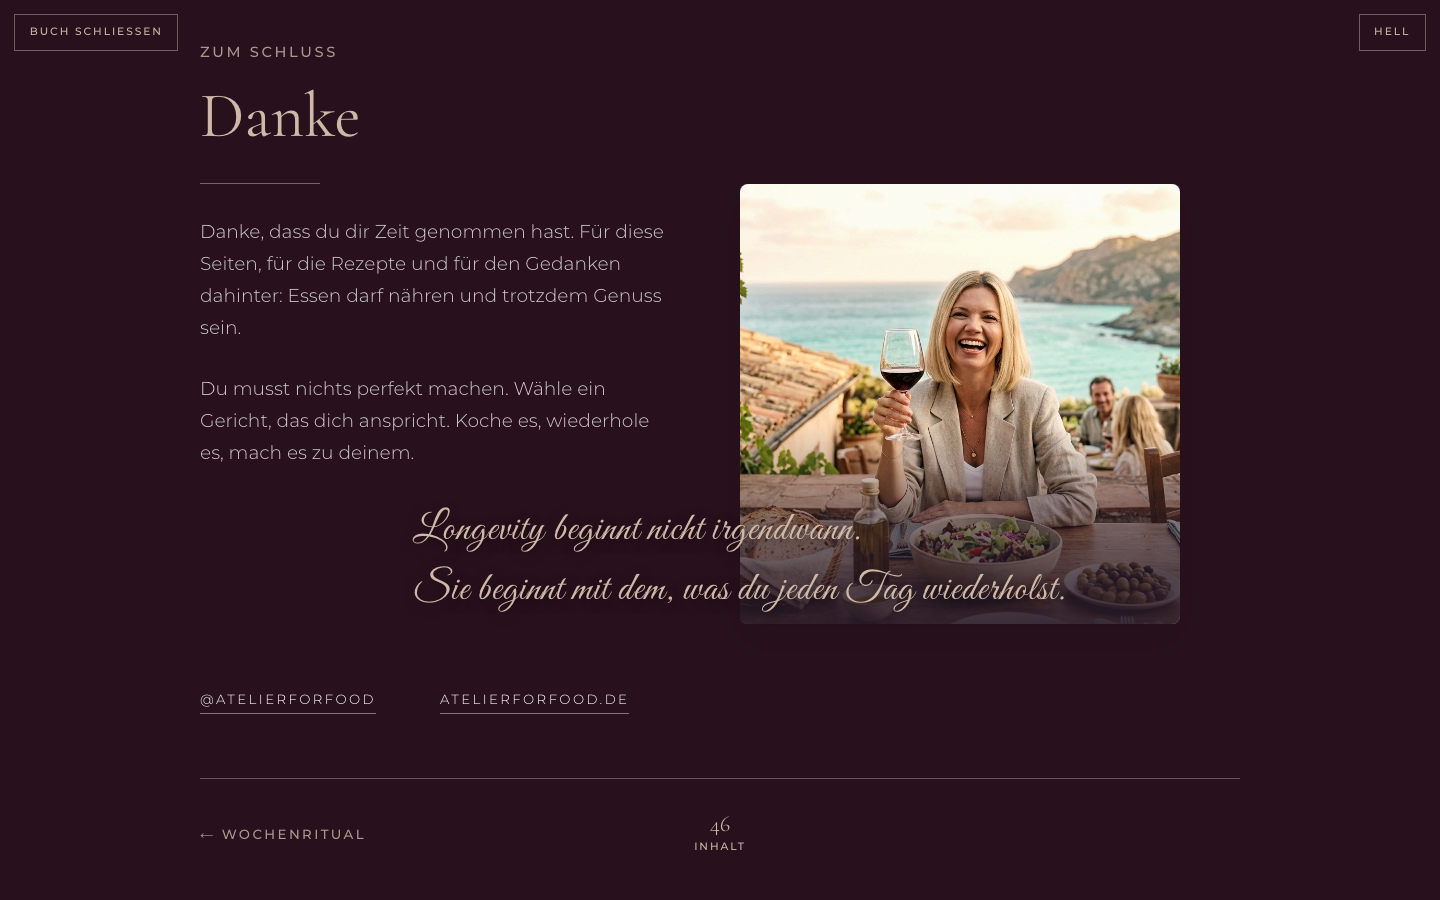 BUCH SCHLIESSEN
HELL
ZUM SCHLUSS
Danke
Danke, dass du dir Zeit genommen hast. Für diese
Seiten, für die Rezepte und für den Gedanken
dahinter: Essen darf nähren und trotzdem Genuss
sein.
Du musst nichts perfekt machen. Wähle ein
Gericht, das dich anspricht. Koche es, wiederhole
es, mach es zu deinem.
Longevity beginnt nicht irgendwann.
Sie beginnt mit dem, was du jeden Tag wiederholst.
@ATELIERFORFOOD
ATELIERFORFOOD.DE
← WOCHENRITUAL
46
INHALT